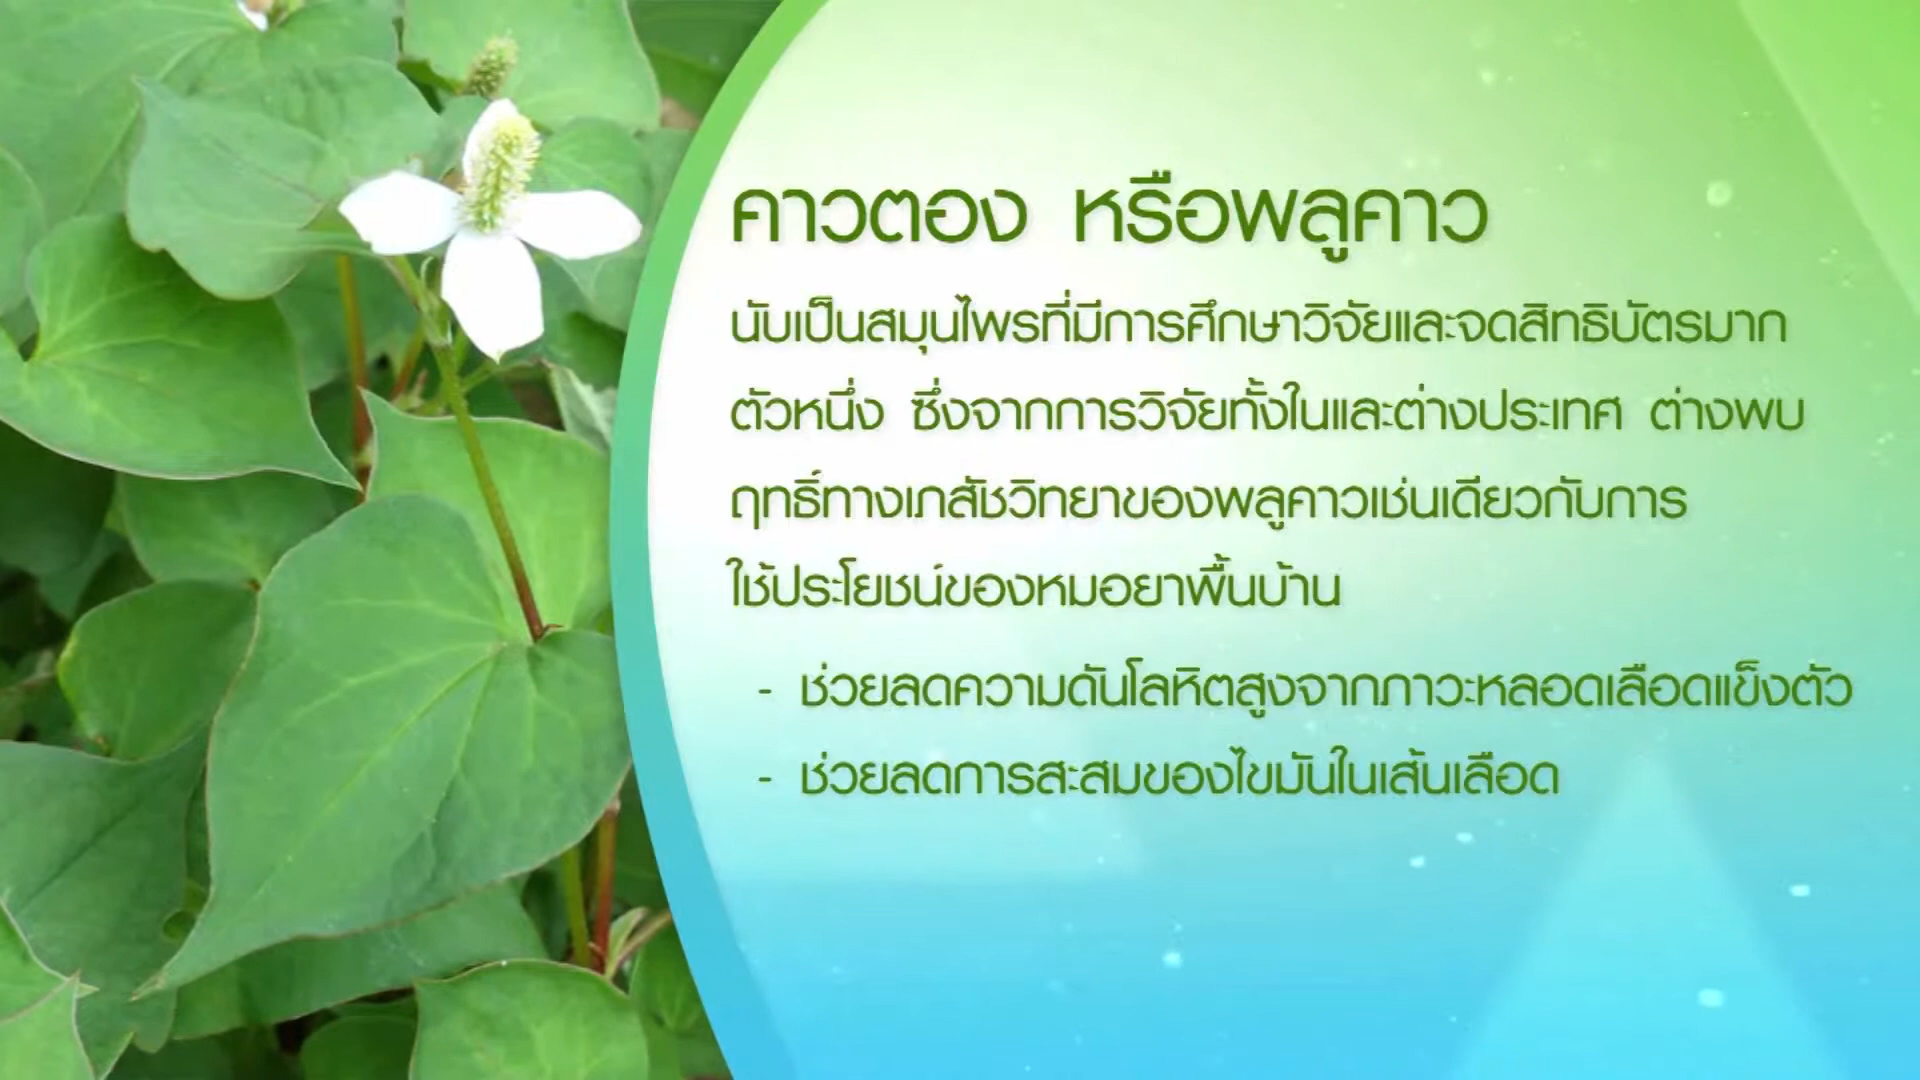 คาวตอง หรือพลูคาว
นับเป็นสมุนไพรที่มีการศึกษาวิจัยและจดสิทธิบัตรมาก
ตัวหนึ่ง ซึ่งจากการวิจัยทั้งในและต่างประเทศ ต่างพบ
ฤทธิ์ทางเภสัชวิทยาของพลูคาวเช่นเดียวกับการ
ใช้ประโยชน์ของหมอยาพื้นบ้าน
- ช่วยลดความดันโลหิตสูงจากภาวะหลอดเลือดแข็งตัว
- ช่วยลดการสะสมของไขมันในเส้นเลือด